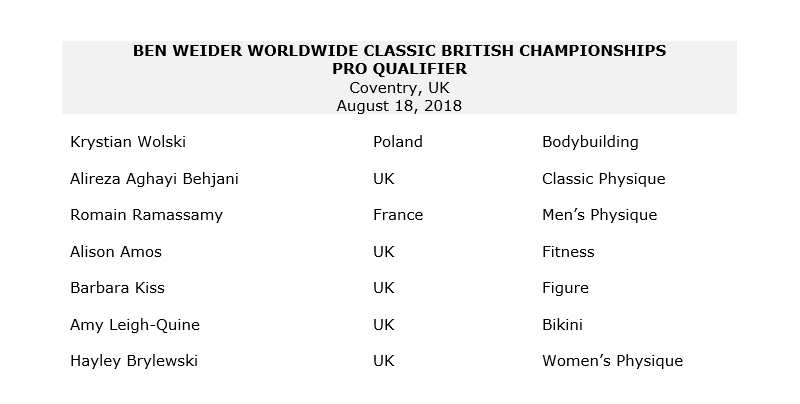 BEN WEIDER WORLDWIDE CLASSIC BRITISH CHAMPIONSHIPS
PRO QUALIFIER
Coventry, UK
August 18, 2018
Krystian Wolski Poland Bodybuilding
Alireza Aghayi Behjani UK Classic Physique
Romain Ramassamy France Men’s Physique
Alison Amos UK Fitness
Barbara Kiss UK Figure
Amy Leigh-Quine UK Bikini
Hayley Brylewski UK Women’s Physique